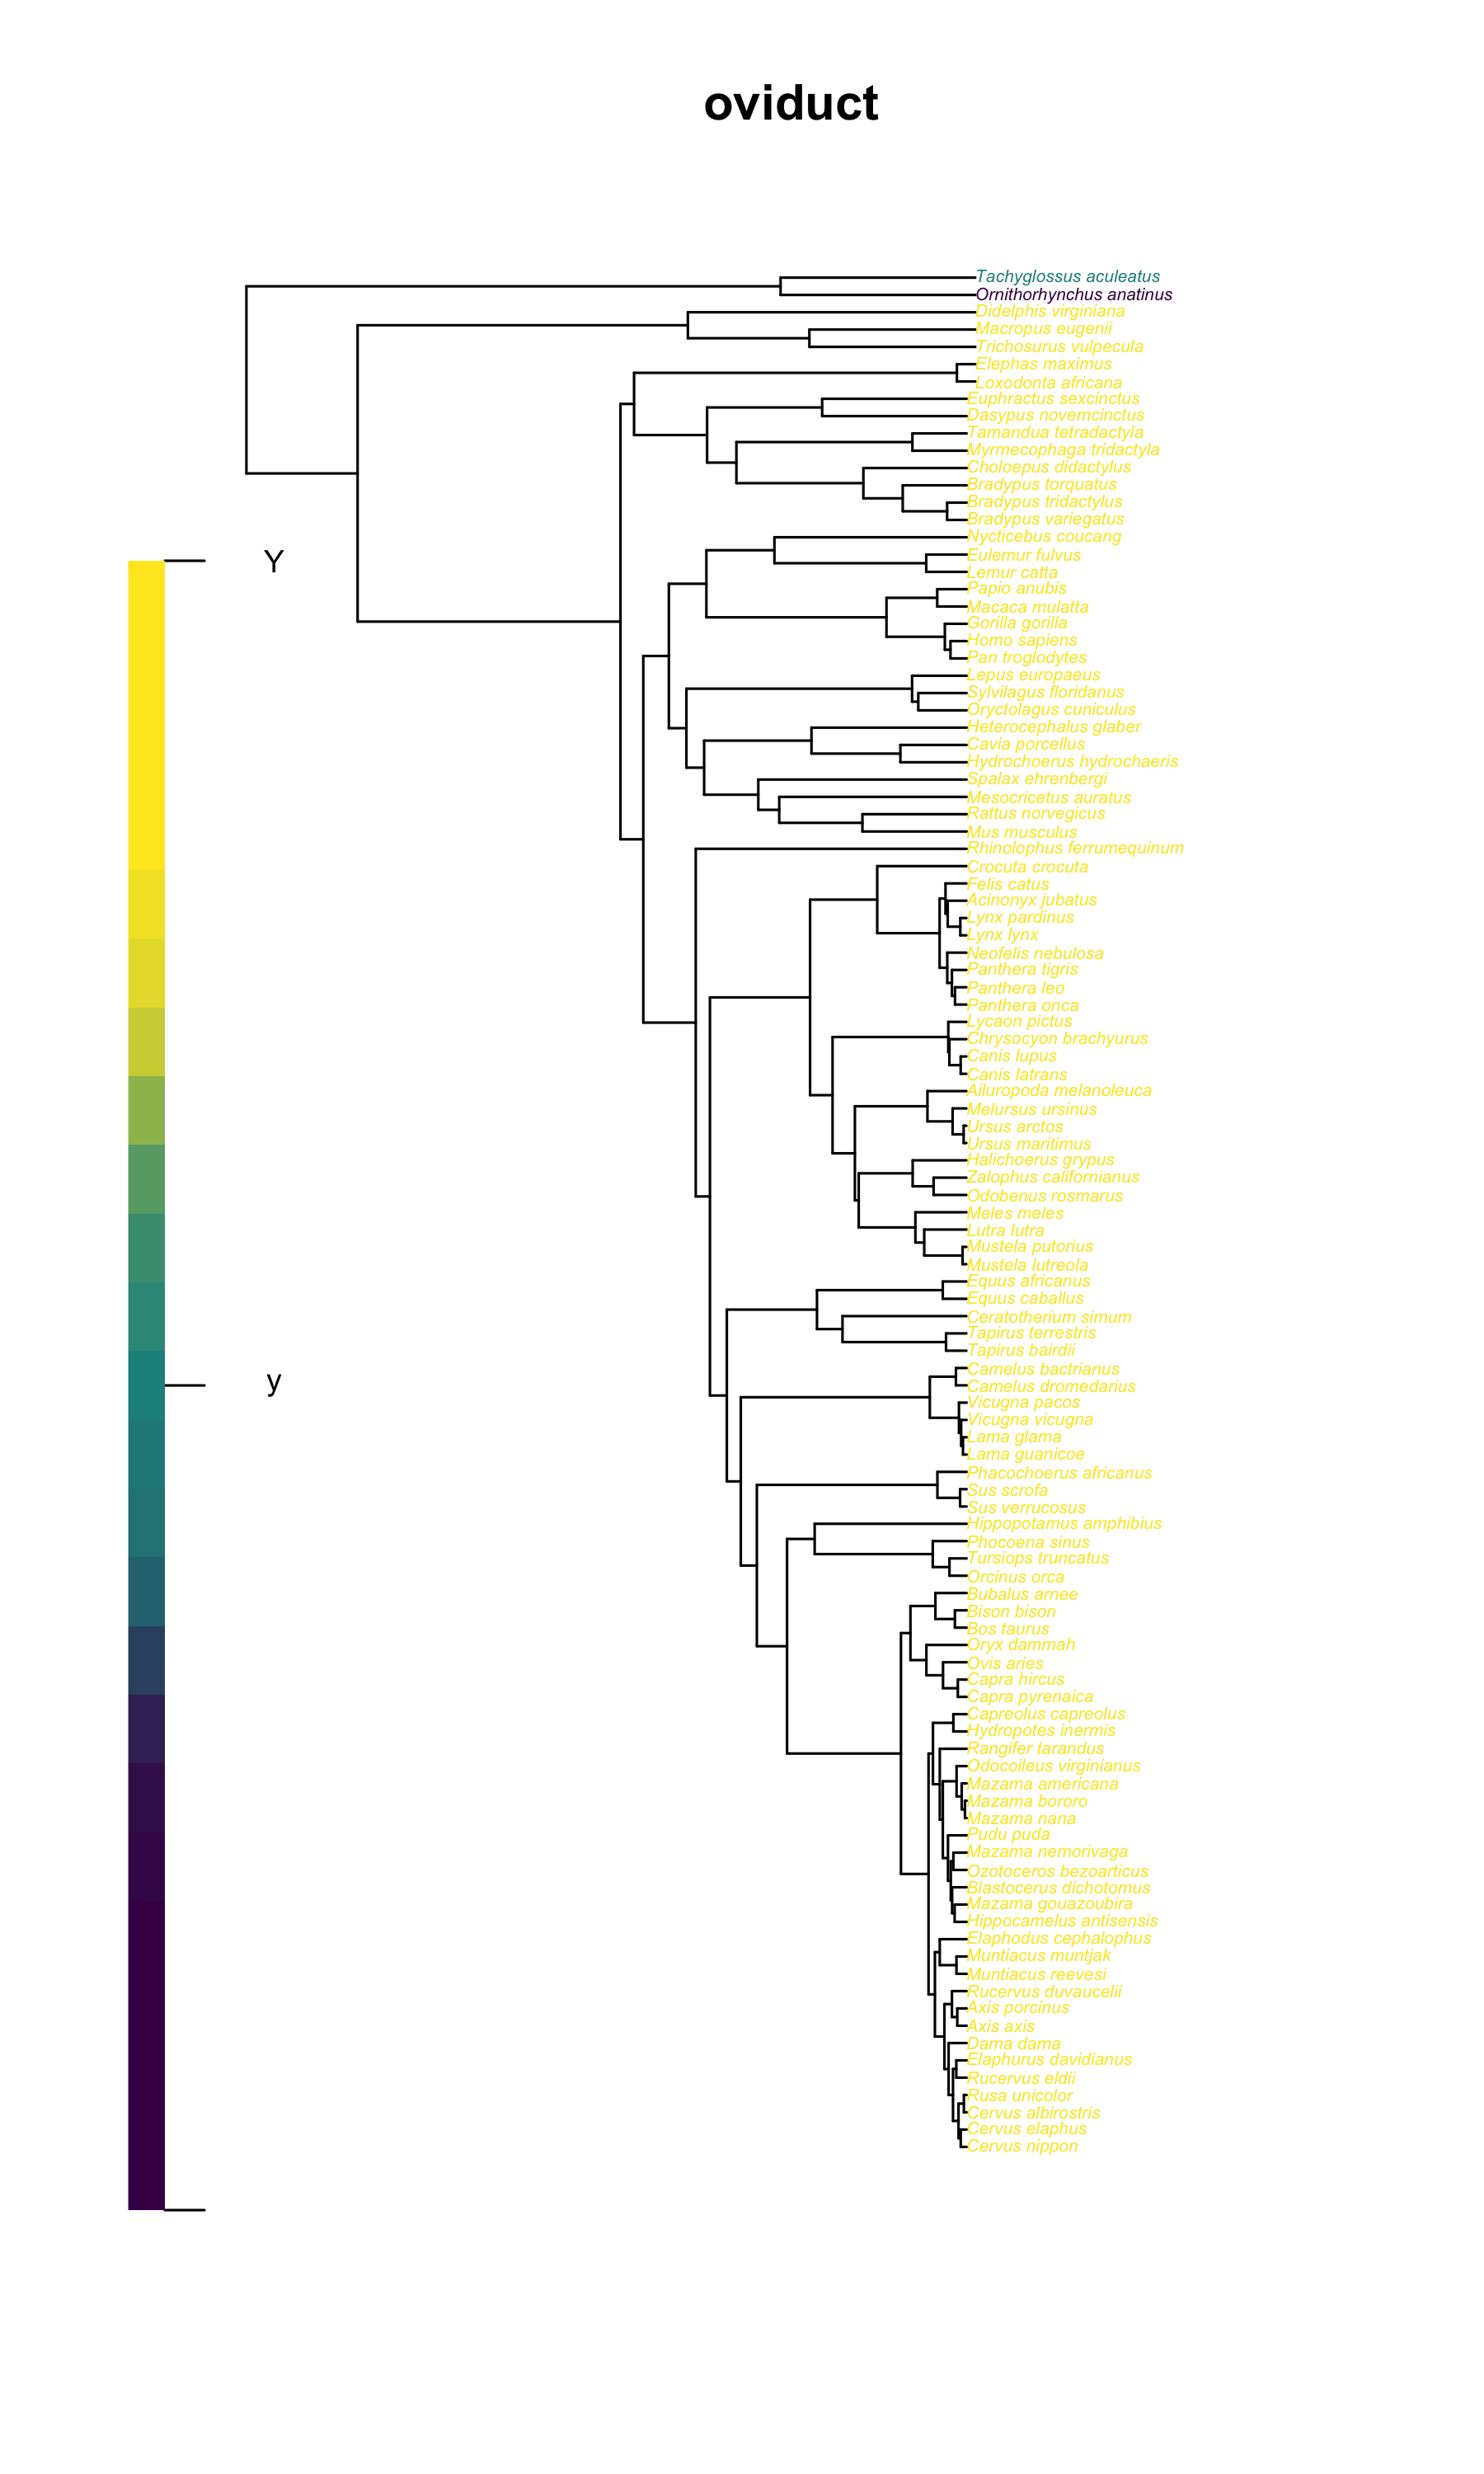 oviduct
Tachyglossus aculeatus
Ornithorhynchus anatinus
Didelphis virginiana
Macropus eugenii
Trichosurus vulpecula
Elephas maximus
Loxodonta africana
Euphractus sexcinctus
Dasypus novemcinctus
Tamandua tetradactyla
Myrmecophaga tridactyla
Choloepus didactylus
Bradypus torquatus
Bradypus tridactylus
Bradypus variegatus
Nycticebus coucang
Eulemur fulvus
Y
Lemur catta
Papio anubis
Macaca mulatta
Gorilla gorilla
Homo sapiens
Pan troglodytes
Lepus europaeus
Sylvilagus floridanus
Oryctolagus cuniculus
Heterocephalus glaber
Cavia porcellus
Hydrochoerus hydrochaeris
Spalax ehrenbergi
Mesocricetus auratus
Rattus norvegicus
Mus musculus
Rhinolophus ferrumequinum
Crocuta crocuta
Felis catus
Acinonyx jubatus
Lynx pardinus
Lynx lynx
Neofelis nebulosa
Panthera tigris
Panthera leo
Panthera onca
Lycaon pictus
Chrysocyon brachyurus
Canis lupus
Canis latrans
Ailuropoda melanoleuca
Melursus ursinus
Ursus arctos
Ursus maritimus
Halichoerus grypus
Zalophus californianus
Odobenus rosmarus
Meles meles
Lutra lutra
Mustela putorius
Mustela lutreola
Equus africanus
Equus caballus
Ceratotherium simum
Tapirus terrestris
Tapirus bairdii
Camelus bactrianus
y
Camelus dromedarius
Vicugna pacos
Vicugna vicugna
Lama glama
Lama guanicoe
Phacochoerus africanus
Sus scrofa
Sus verrucosus
Hippopotamus amphibius
Phocoena sinus
Tursiops truncatus
Orcinus orca
Bubalus arnee
Bison bison
Bos taurus
Oryx dammah
Ovis aries
Capra hircus
Capra pyrenaica
Capreolus capreolus
Hydropotes inermis
Rangifer tarandus
Odocoileus virginianus
Mazama americana
Mazama bororo
Mazama nana
Pudu puda
Mazama nemorivaga
Ozotoceros bezoarticus
Blastocerus dichotomus
Mazama gouazoubira
Hippocamelus antisensis
Elaphodus cephalophus
Muntiacus muntjak
Muntiacus reevesi
Rucervus duvaucelii
Axis porcinus
Axis axis
Dama dama
Elaphurus davidianus
Rucervus eldii
Rusa unicolor
Cervus albirostris
Cervus elaphus
Cervus nippon